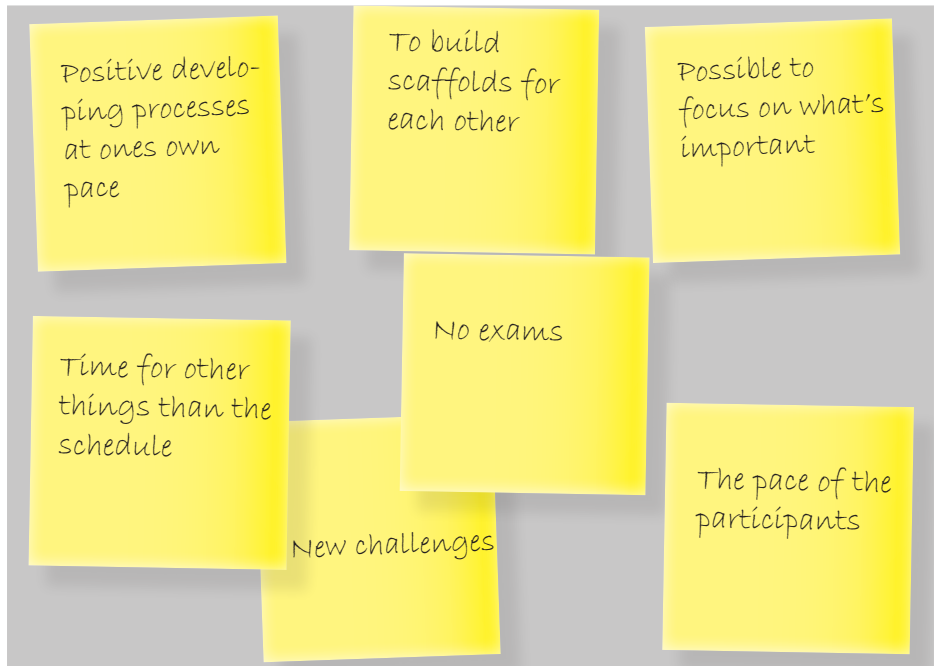 Positive develo-
ping processes
at ones own
pace
To build
scaffolds for
each other
Possible to
focus on what's
important
No exams
Time for other
things than the
schedule
New challenges
The pace of the
participants